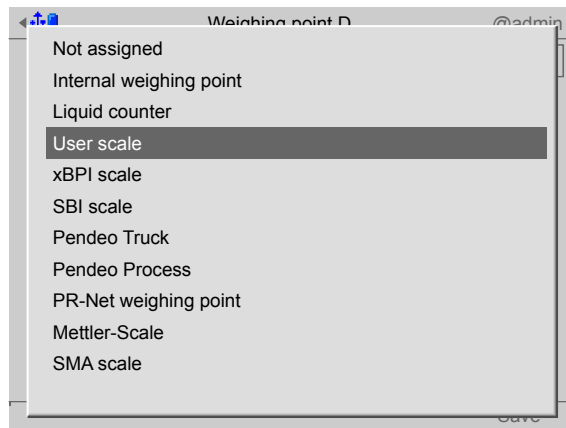 Weighing point D
@admin
Not assigned
Internal weighing point
Liquid counter
User scale
xBPI scale
SBI scale
Pendeo Truck
Pendeo Process
PR-Net weighing point
Mettler-Scale
SMA scale
Save